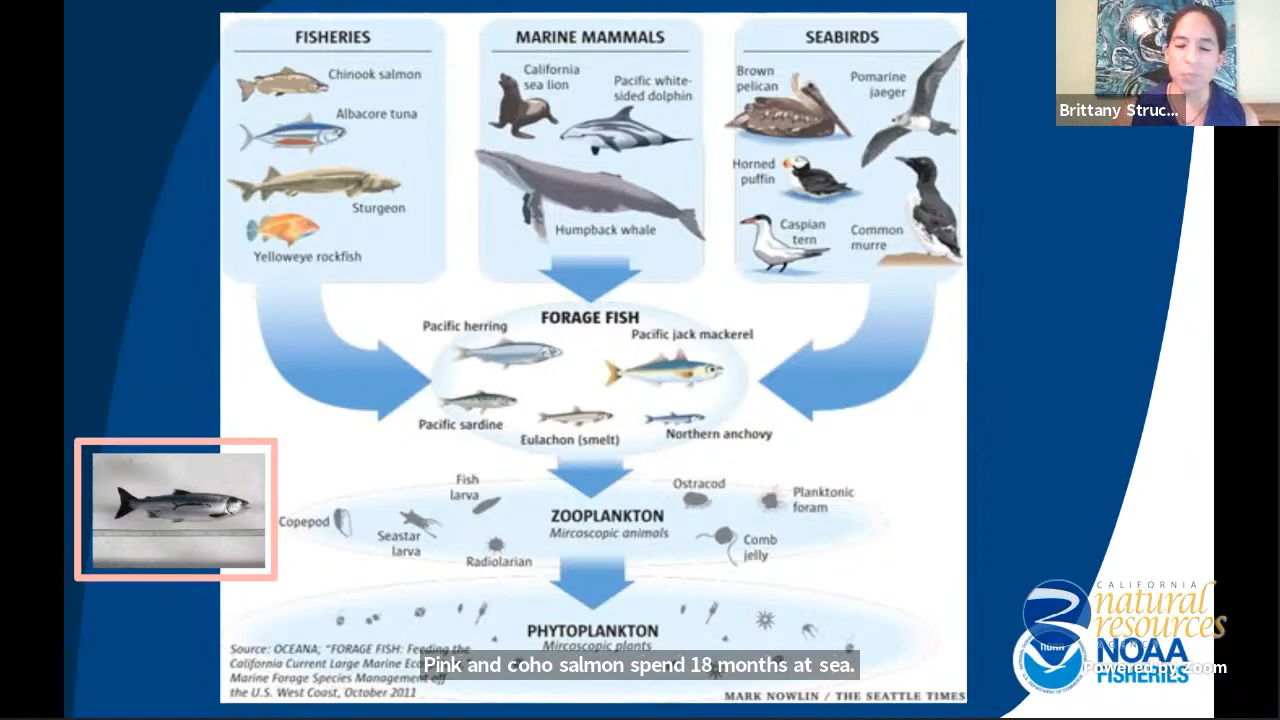 FISHERIES
Chinook salmon
Albacore tuna
Sturgeon
Yelloweye rockfish
MARINE MAMMALS
California
sea lion
Pacific white-
sided dolphin
Humpback whale
SEABIRDS
Brown
pelican
Pomarine
jaeger
Horned
puffin
Caspian
tern
Common
murre
Brittany Struc...
FORAGE FISH
Pacific herring
Pacific jack mackerel
Pacific sardine
Eulachon (smelt)
Northern anchovy
Fish
larva
Ostracod
Planktonic
foram
Copepod
Seastar
larva
ZOOPLANKTON
Mircoscopic animals
Radiolarian
Comb
jelly
PHYTOPLANKTON
Mircoscopic plants
Source: OCEANA; "FORAGE FISH: Feeding the
California Current Large Marine
Marine Forage Species Management off
the U.S. West Coast, October 2011
Pink and coho salmon spend 18 months at sea.
MARK NOWLIN / THE SEATTLE TIMES
CALIFORNIA
natural
resources
NOAA
FISHERIES
Powered by Zoom